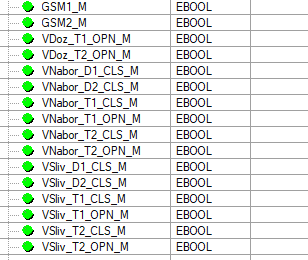 GSM1_M EBOOL
GSM2_M EBOOL
VDoz_T1_OPN_M EBOOL
VDoz_T2_OPN_M EBOOL
VNabor_D1_CLS_M EBOOL
VNabor_D2_CLS_M EBOOL
VNabor_T1_CLS_M EBOOL
VNabor_T1_OPN_M EBOOL
VNabor_T2_CLS_M EBOOL
VNabor_T2_OPN_M EBOOL
VSliv_D1_CLS_M EBOOL
VSliv_D2_CLS_M EBOOL
VSliv_T1_CLS_M EBOOL
VSliv_T1_OPN_M EBOOL
VSliv_T2_CLS_M EBOOL
VSliv_T2_OPN_M EBOOL